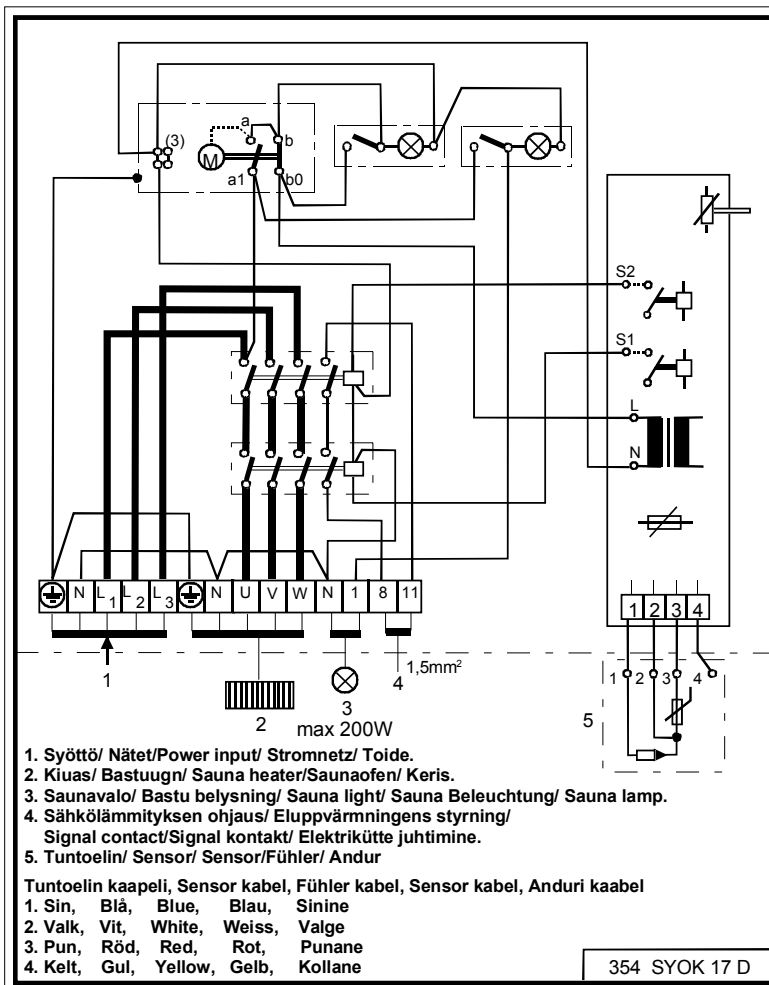 (3)
a
b
M
a1
b0
S2
S1
L
N
N L1 L2 L3 N U V W N 1 8 11
1 2 3 4
1 2 3 4
1,5mm²
1
2
3
4
5
max 200W
1. Syöttö/ Nätet/Power input/ Stromnetz/ Toide.
2. Kiuas/ Bastuugn/ Sauna heater/Saunaofen/ Keris.
3. Saunavalo/ Bastu belysning/ Sauna light/ Sauna Beleuchtung/ Sauna lamp.
4. Sähkölämmityksen ohjaus/ Eluppvärmningens styrning/
Signal contact/Signal kontakt/ Elektrikütte juhtimine.
5. Tuntoelin/ Sensor/ Sensor/Fühler/ Andur
Tuntoelin kaapeli, Sensor kabel, Fühler kabel, Sensor kabel, Anduri kaabel
1. Sin, Blå, Blue, Blau, Sinine
2. Valk, Vit, White, Weiss, Valge
3. Pun, Röd, Red, Rot, Punane
4. Kelt, Gul, Yellow, Gelb, Kollane
354 SYOK 17 D